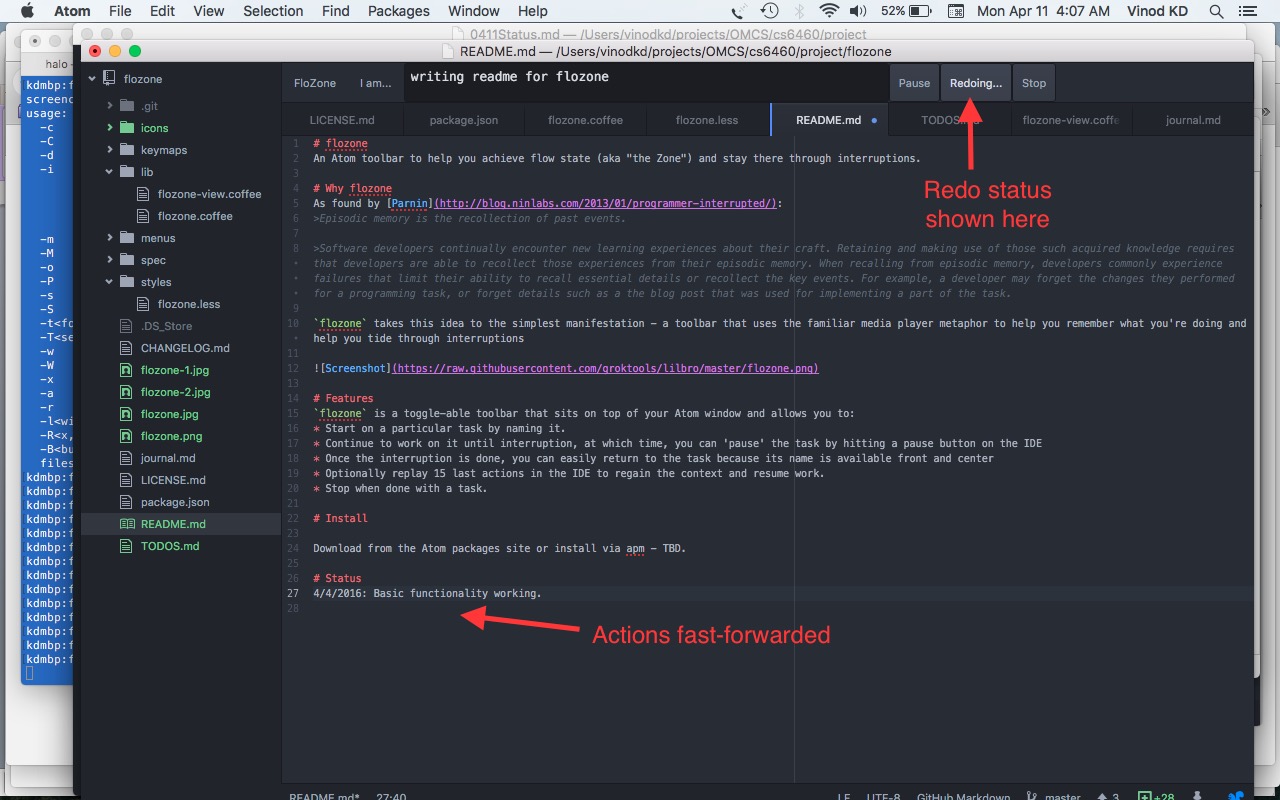 Atom File Edit View Selection Find Packages Window Help 52% Mon Apr 11 4:07 AM Vinod KD
0411Status.md — /Users/vinodkd/projects/OMCS/cs6460/project
README.md — /Users/vinodkd/projects/OMCS/cs6460/project/flozone
halo
kdmbp:f
screenc
usage:
-c
-C
-d
-i
-m
-M
-o
-P
-s
-S
-t<fo
-T<se
-w
-W
-x
-a
-r
-l<wi
-R<x,
-B<bu
files
kdmbp:f
kdmbp:f
kdmbp:f
kdmbp:f
kdmbp:f
kdmbp:f
kdmbp:f
kdmbp:f
kdmbp:f
kdmbp:f
kdmbp:f
kdmbp:f
kdmbp:f
kdmbp:f
flozone
.git
icons
keymaps
lib
flozone-view.coffee
flozone.coffee
menus
spec
styles
flozone.less
.DS_Store
CHANGELOG.md
flozone-1.jpg
flozone-2.jpg
flozone.jpg
flozone.png
journal.md
LICENSE.md
package.json
README.md
TODOS.md
FloZone I am... writing readme for flozone Pause Redoing... Stop
LICENSE.md package.json flozone.coffee flozone.less README.md TODOS.md flozone-view.coffe journal.md
1 # flozone
2 An Atom toolbar to help you achieve flow state (aka "the Zone") and stay there through interruptions.
3
4 # Why flozone
5 As found by [Parnin](http://blog.ninlabs.com/2013/01/programmer-interrupted/):
6 >Episodic memory is the recollection of past events.
7
8 >Software developers continually encounter new learning experiences about their craft. Retaining and making use of those such acquired knowledge requires
• that developers are able to recollect those experiences from their episodic memory. When recalling from episodic memory, developers commonly experience
• failures that limit their ability to recall essential details or recollect the key events. For example, a developer may forget the changes they performed
• for a programming task, or forget details such as a the blog post that was used for implementing a part of the task.
9
10 `flozone` takes this idea to the simplest manifestation – a toolbar that uses the familiar media player metaphor to help you remember what you're doing and
• help you tide through interruptions
11
12 ![Screenshot](https://raw.githubusercontent.com/groktools/lilbro/master/flozone.png)
13
14 # Features
15 `flozone` is a toggle-able toolbar that sits on top of your Atom window and allows you to:
16 * Start on a particular task by naming it.
17 * Continue to work on it until interruption, at which time, you can 'pause' the task by hitting a pause button on the IDE
18 * Once the interruption is done, you can easily return to the task because its name is available front and center
19 * Optionally replay 15 last actions in the IDE to regain the context and resume work.
20 * Stop when done with a task.
21
22 # Install
23
24 Download from the Atom packages site or install via apm – TBD.
25
26 # Status
27 4/4/2016: Basic functionality working.
28
Redo status
shown here
Actions fast-forwarded
README.md* 27:40 LF UTF-8 GitHub Markdown master 3 +28